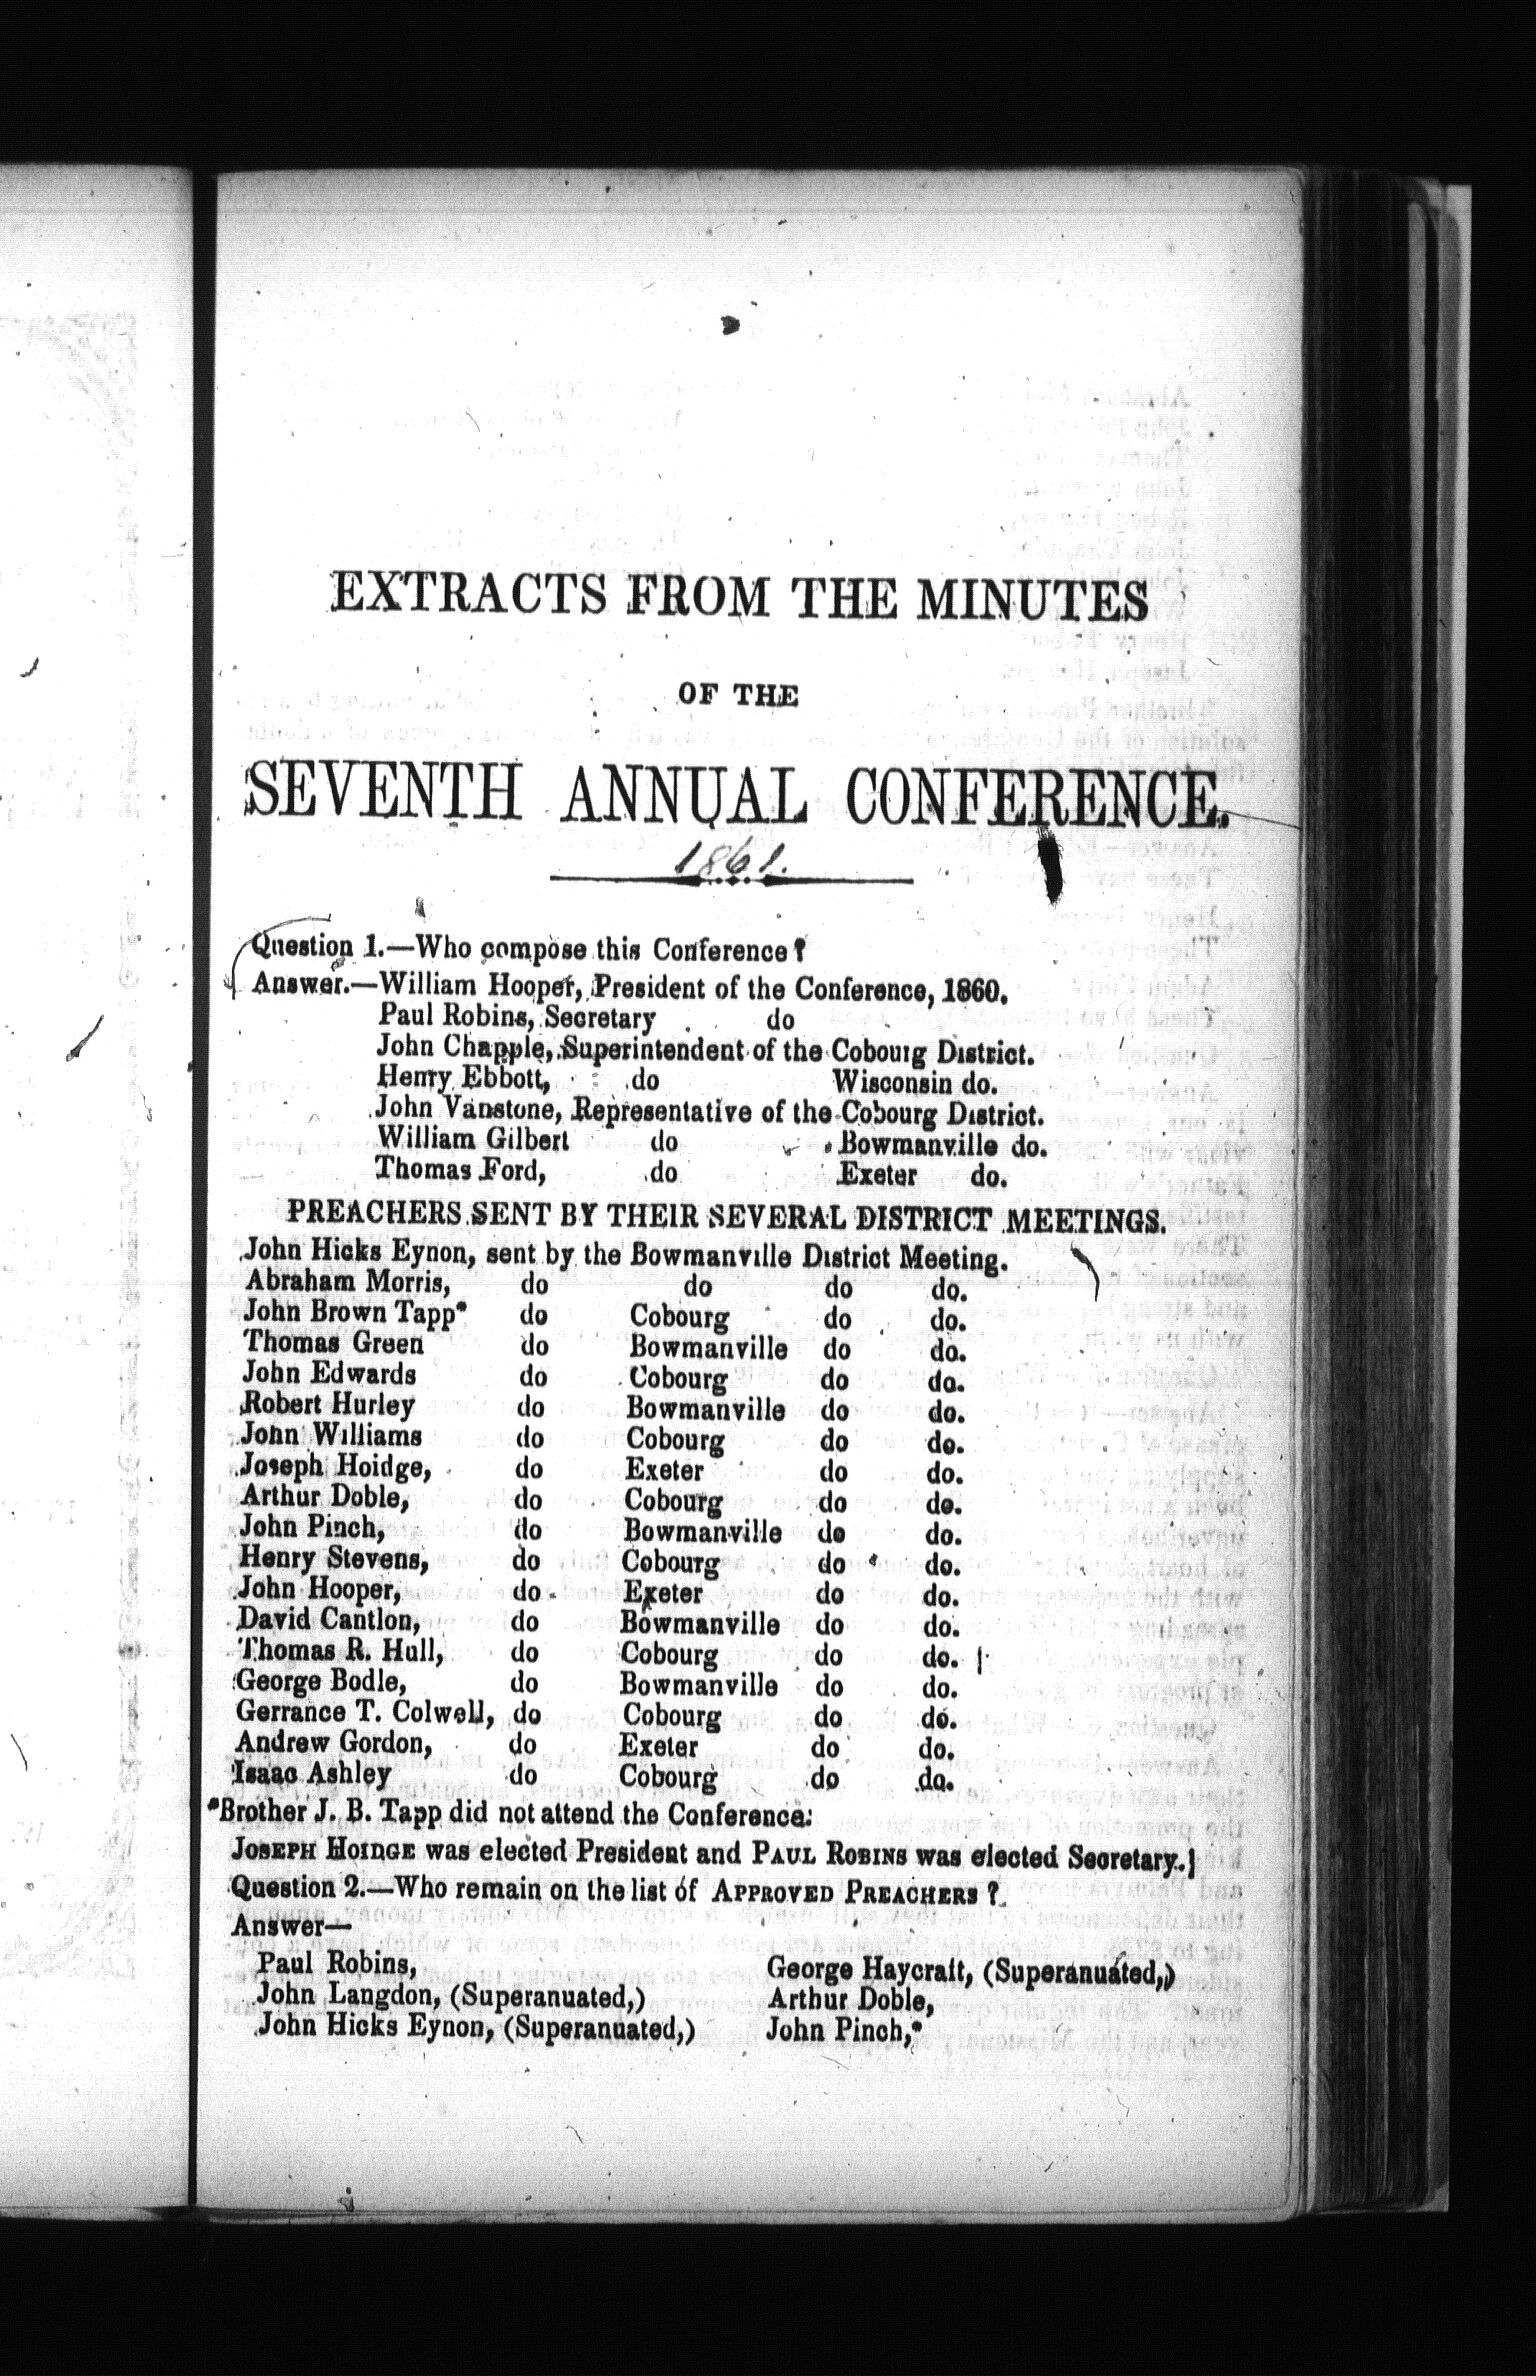 EXTRACTS FROM THE MINUTES
OF THE
SEVENTH ANNUAL CONFERENCE.
1861.
Question 1.—Who compose this Conference?
Answer.—William Hooper, President of the Conference, 1860.
Paul Robins, Secretary do
John Chapple, Superintendent of the Cobourg District.
Henry Ebbott, do Wisconsin do.
John Vanstone, Representative of the Cobourg District.
William Gilbert do Bowmanville do.
Thomas Ford, do Exeter do.
PREACHERS SENT BY THEIR SEVERAL DISTRICT MEETINGS.
John Hicks Eynon, sent by the Bowmanville District Meeting.
Abraham Morris, do do do do.
John Brown Tapp* do Cobourg do do.
Thomas Green do Bowmanville do do.
John Edwards do Cobourg do do.
Robert Hurley do Bowmanville do do.
John Williams do Cobourg do do.
Joseph Hoidge, do Exeter do do.
Arthur Doble, do Cobourg do do.
John Pinch, do Bowmanville do do.
Henry Stevens, do Cobourg do do.
John Hooper, do Exeter do do.
David Cantlon, do Bowmanville do do.
Thomas R. Hull, do Cobourg do do.
George Bodle, do Bowmanville do do.
Gerrance T. Colwell, do Cobourg do do.
Andrew Gordon, do Exeter do do.
Isaac Ashley do Cobourg do do.
*Brother J. B. Tapp did not attend the Conference.
JOSEPH HOIDGE was elected President and PAUL ROBINS was elected Secretary.
Question 2.—Who remain on the list of APPROVED PREACHERS?
Answer—
Paul Robins, George Haycraft, (Superanuated,)
John Langdon, (Superanuated,) Arthur Doble,
John Hicks Eynon, (Superanuated,) John Pinch,*